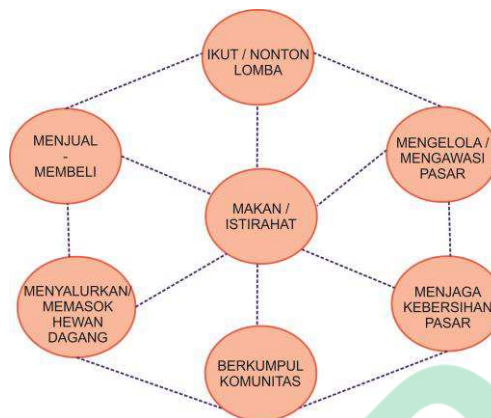 IKUT / NONTON
LOMBA
MENJUAL
-
MEMBELI
MENGELOLA /
MENGAWASI
PASAR
MAKAN /
ISTIRAHAT
MENYALURKAN/
MEMASOK
HEWAN
DAGANG
MENJAGA
KEBERSIHAN
PASAR
BERKUMPUL
KOMUNITAS